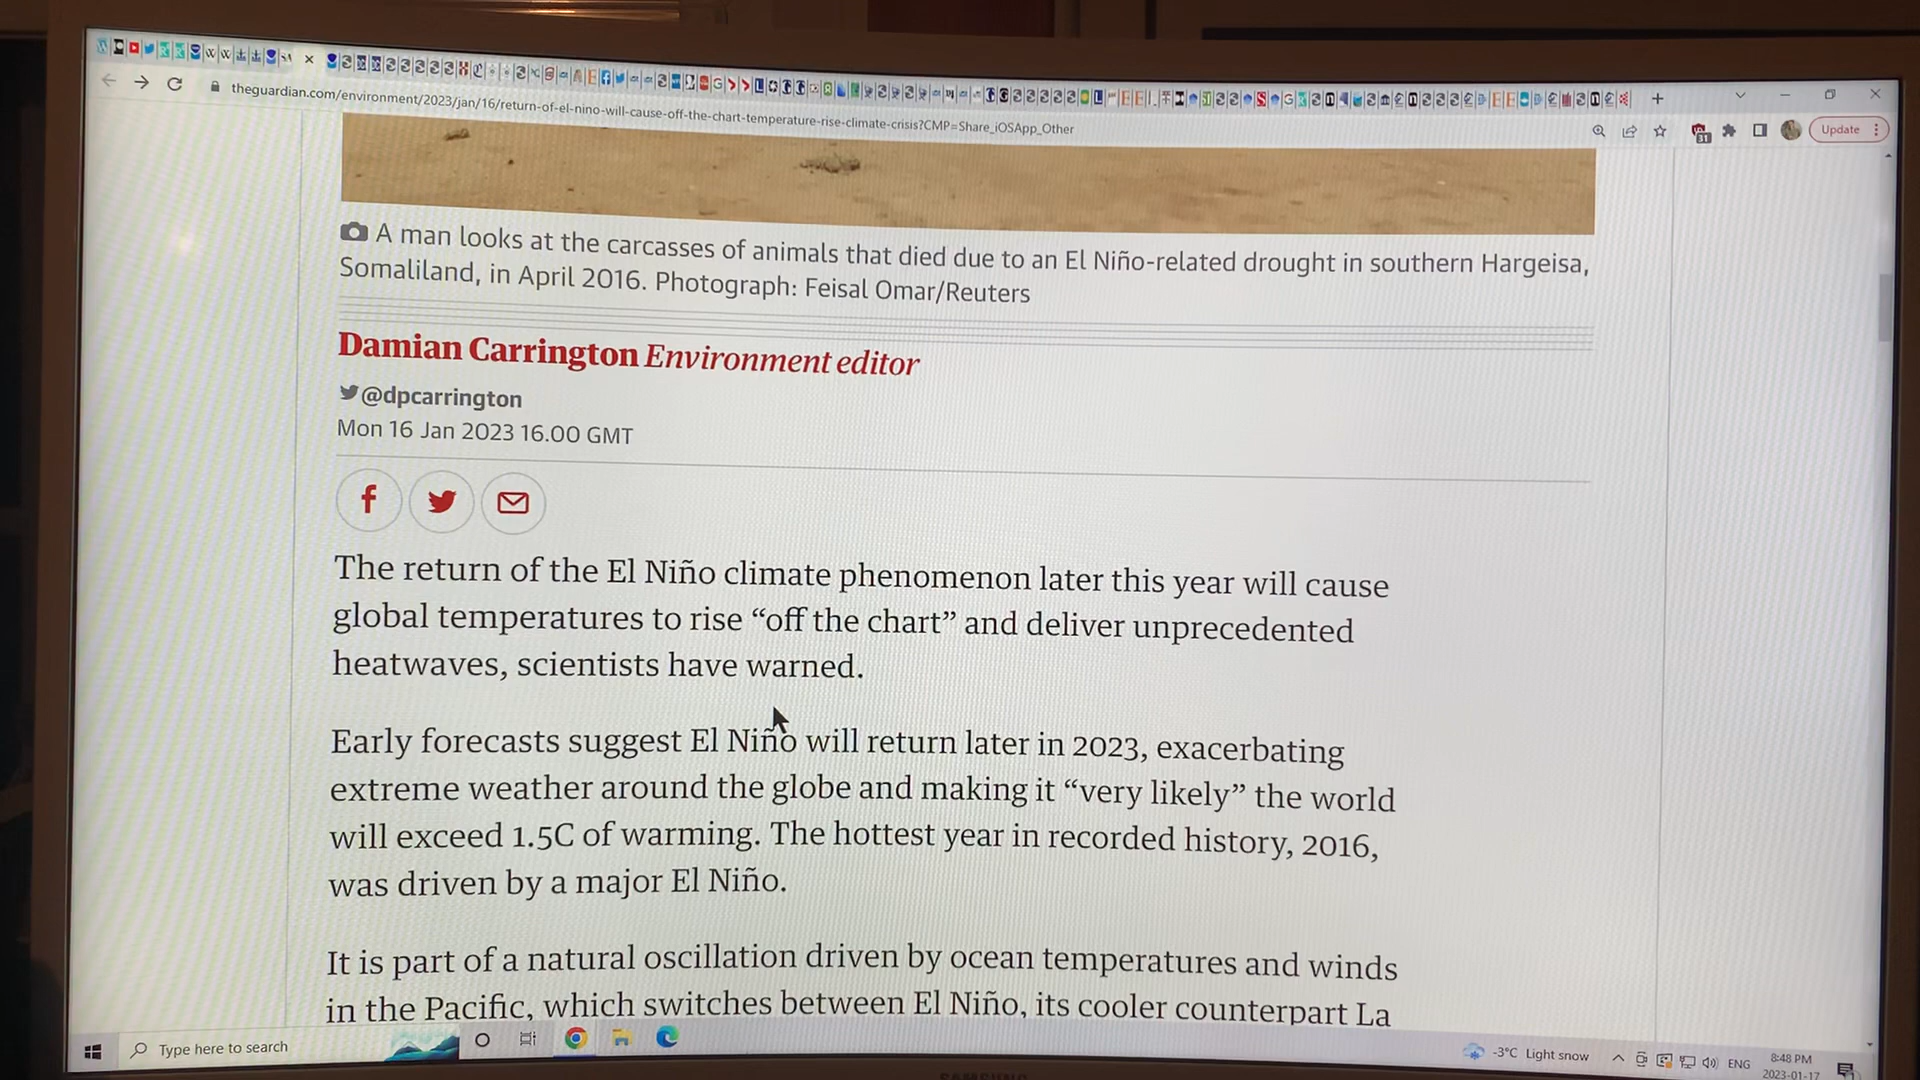 theguardian.com/environment/2023/jan/16/return-of-el-nino-will-cause-off-the-chart-temperature-rise-climate-crisis?CMP=Share_iOSApp_Other
31
Update
A man looks at the carcasses of animals that died due to an El Niño-related drought in southern Hargeisa,
Somaliland, in April 2016. Photograph: Feisal Omar/Reuters
Damian Carrington Environment editor
@dpcarrington
Mon 16 Jan 2023 16.00 GMT
The return of the El Niño climate phenomenon later this year will cause
global temperatures to rise “off the chart” and deliver unprecedented
heatwaves, scientists have warned.
Early forecasts suggest El Niño will return later in 2023, exacerbating
extreme weather around the globe and making it “very likely” the world
will exceed 1.5C of warming. The hottest year in recorded history, 2016,
was driven by a major El Niño.
It is part of a natural oscillation driven by ocean temperatures and winds
in the Pacific, which switches between El Niño, its cooler counterpart La
Type here to search
-3°C Light snow
ENG
8:48 PM
2023-01-17
SAMSUNG